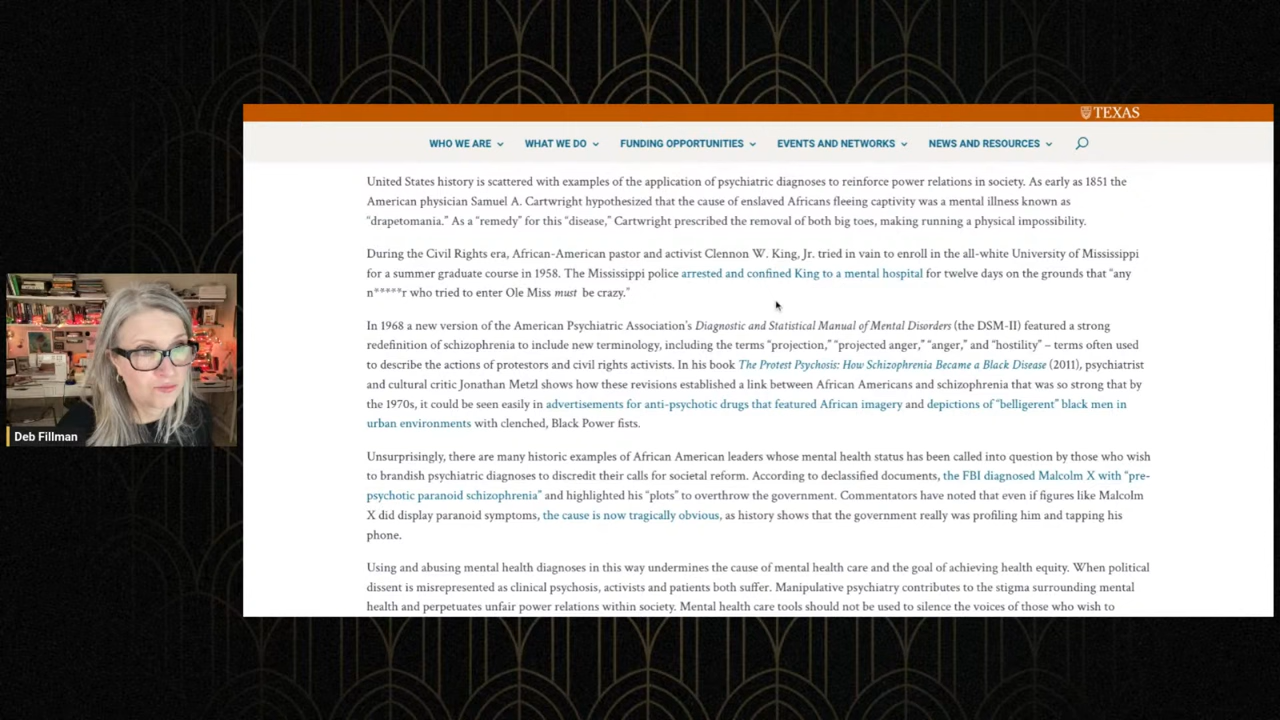 TEXAS
WHO WE ARE WHAT WE DO FUNDING OPPORTUNITIES EVENTS AND NETWORKS NEWS AND RESOURCES
United States history is scattered with examples of the application of psychiatric diagnoses to reinforce power relations in society. As early as 1851 the
American physician Samuel A. Cartwright hypothesized that the cause of enslaved Africans fleeing captivity was a mental illness known as
“drapetomania.” As a “remedy” for this “disease,” Cartwright prescribed the removal of both big toes, making running a physical impossibility.
During the Civil Rights era, African-American pastor and activist Clennon W. King, Jr. tried in vain to enroll in the all-white University of Mississippi
for a summer graduate course in 1958. The Mississippi police arrested and confined King to a mental hospital for twelve days on the grounds that “any
n*****r who tried to enter Ole Miss must be crazy.”
In 1968 a new version of the American Psychiatric Association’s Diagnostic and Statistical Manual of Mental Disorders (the DSM-II) featured a strong
redefinition of schizophrenia to include new terminology, including the terms “projection,” “projected anger,” “anger,” and “hostility” – terms often used
to describe the actions of protestors and civil rights activists. In his book The Protest Psychosis: How Schizophrenia Became a Black Disease (2011), psychiatrist
and cultural critic Jonathan Metzl shows how these revisions established a link between African Americans and schizophrenia that was so strong that by
the 1970s, it could be seen easily in advertisements for anti-psychotic drugs that featured African imagery and depictions of “belligerent” black men in
urban environments with clenched, Black Power fists.
Unsurprisingly, there are many historic examples of African American leaders whose mental health status has been called into question by those who wish
to brandish psychiatric diagnoses to discredit their calls for societal reform. According to declassified documents, the FBI diagnosed Malcolm X with “pre-
psychotic paranoid schizophrenia” and highlighted his “plots” to overthrow the government. Commentators have noted that even if figures like Malcolm
X did display paranoid symptoms, the cause is now tragically obvious, as history shows that the government really was profiling him and tapping his
phone.
Using and abusing mental health diagnoses in this way undermines the cause of mental health care and the goal of achieving health equity. When political
dissent is misrepresented as clinical psychosis, activists and patients both suffer. Manipulative psychiatry contributes to the stigma surrounding mental
health and perpetuates unfair power relations within society. Mental health care tools should not be used to silence the voices of those who wish to
Deb Fillman